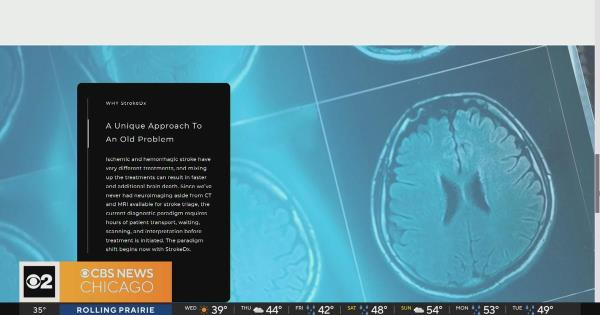 WHY StrokeDx
A Unique Approach To
An Old Problem
Ischemic and hemorrhagic stroke have
very different treatments, and mixing
up the treatments can result in faster
and additional brain death. Since we've
never had neuroimaging aside from CT
and MRI available for stroke triage, the
current diagnostic paradigm requires
hours of patient transport, waiting,
scanning, and interpretation before
treatment is initiated. The paradigm
shift begins now with StrokeDx.
2 CBS NEWS
CHICAGO
35° ROLLING PRAIRIE WED 39° THU 44° FRI 42° SAT 48° SUN 54° MON 53° TUE 49°